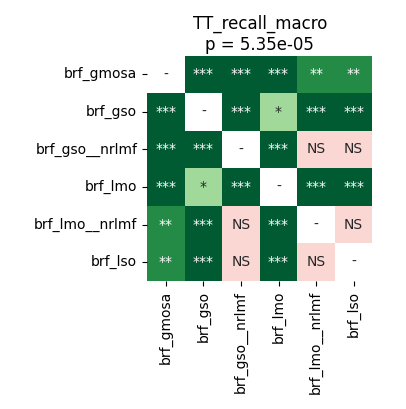 TT_recall_macro
p = 5.35e-05
brf_gmosa - *** *** *** ** **
brf_gso *** - *** * *** ***
brf_gso__nrlmf *** *** - *** NS NS
brf_lmo *** * *** - *** ***
brf_lmo__nrlmf ** *** NS *** - NS
brf_lso ** *** NS *** NS -
brf_gmosa
brf_gso
brf_gso__nrlmf
brf_lmo
brf_lmo__nrlmf
brf_lso